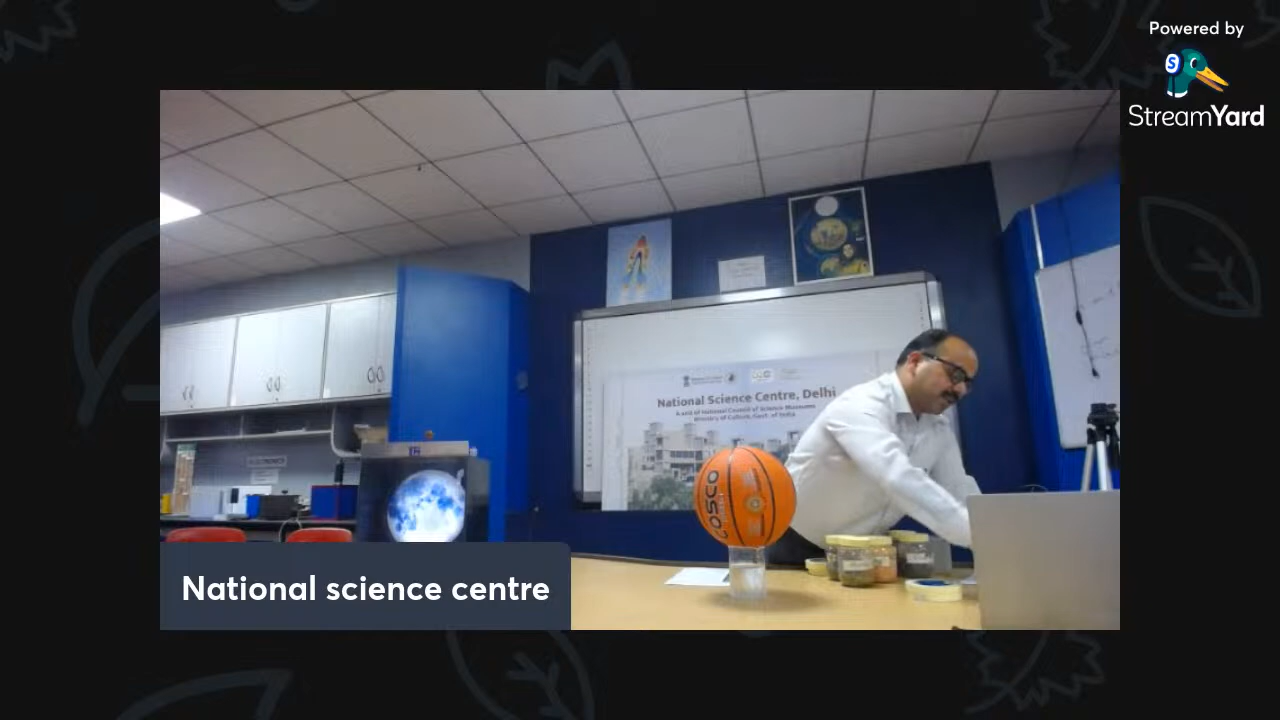 Powered by
StreamYard
National Science Centre, Delhi
A unit of National Council of Science Museums
Ministry of Culture, Govt. of India
COSCO
National science centre